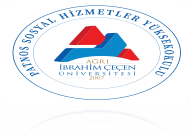 PATNOS SOSYAL HİZMETLER YÜKSEKOKULU
AĞRI
İBRAHİM ÇEÇEN
ÜNİVERSİTESİ
2007